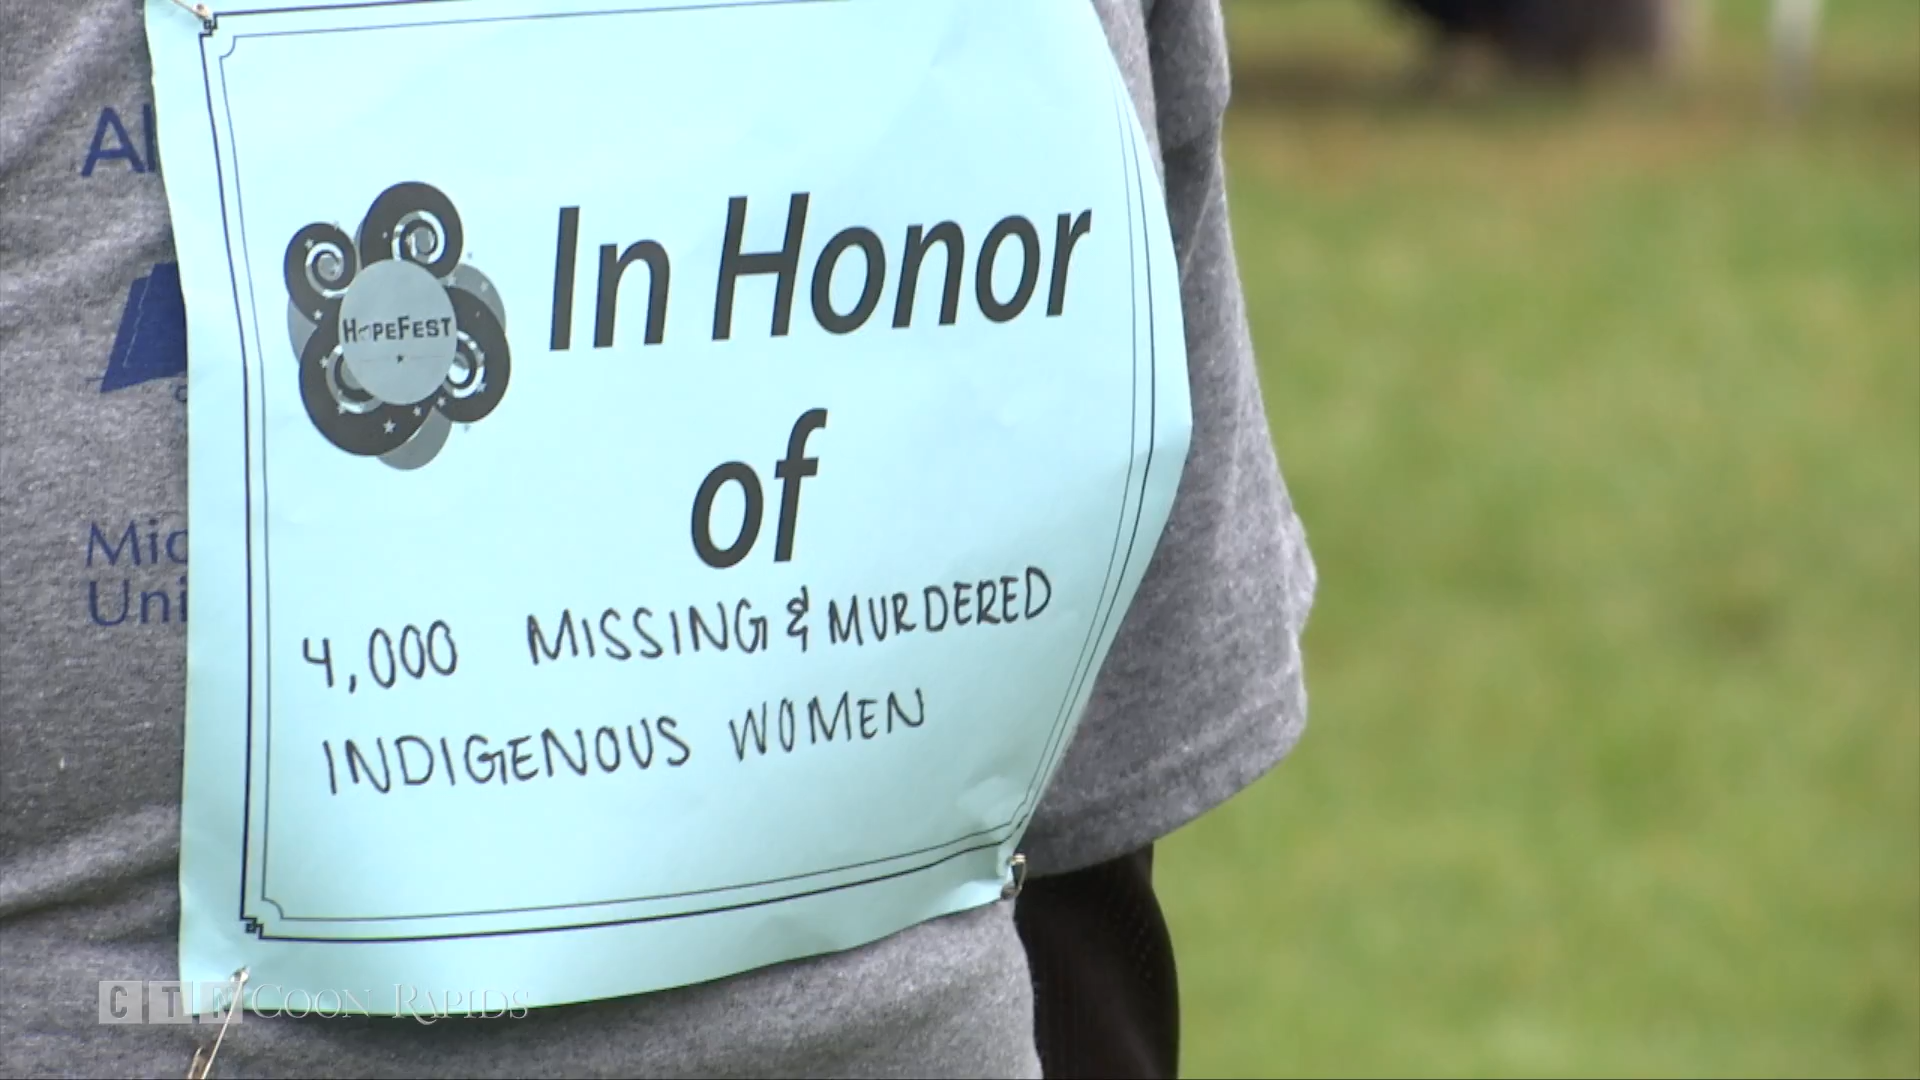 HopeFest
In Honor
of
4,000 MISSING & MURDERED
INDIGENOUS WOMEN
CTN COON RAPIDS